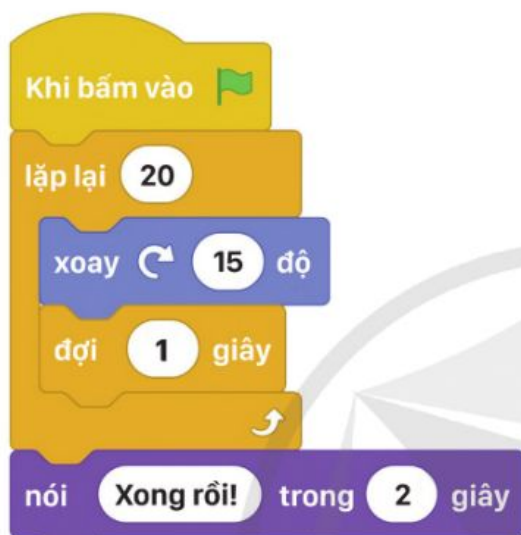 Khi bấm vào
lặp lại 20
xoay 15 độ
đợi 1 giây
nói Xong rồi! trong 2 giây